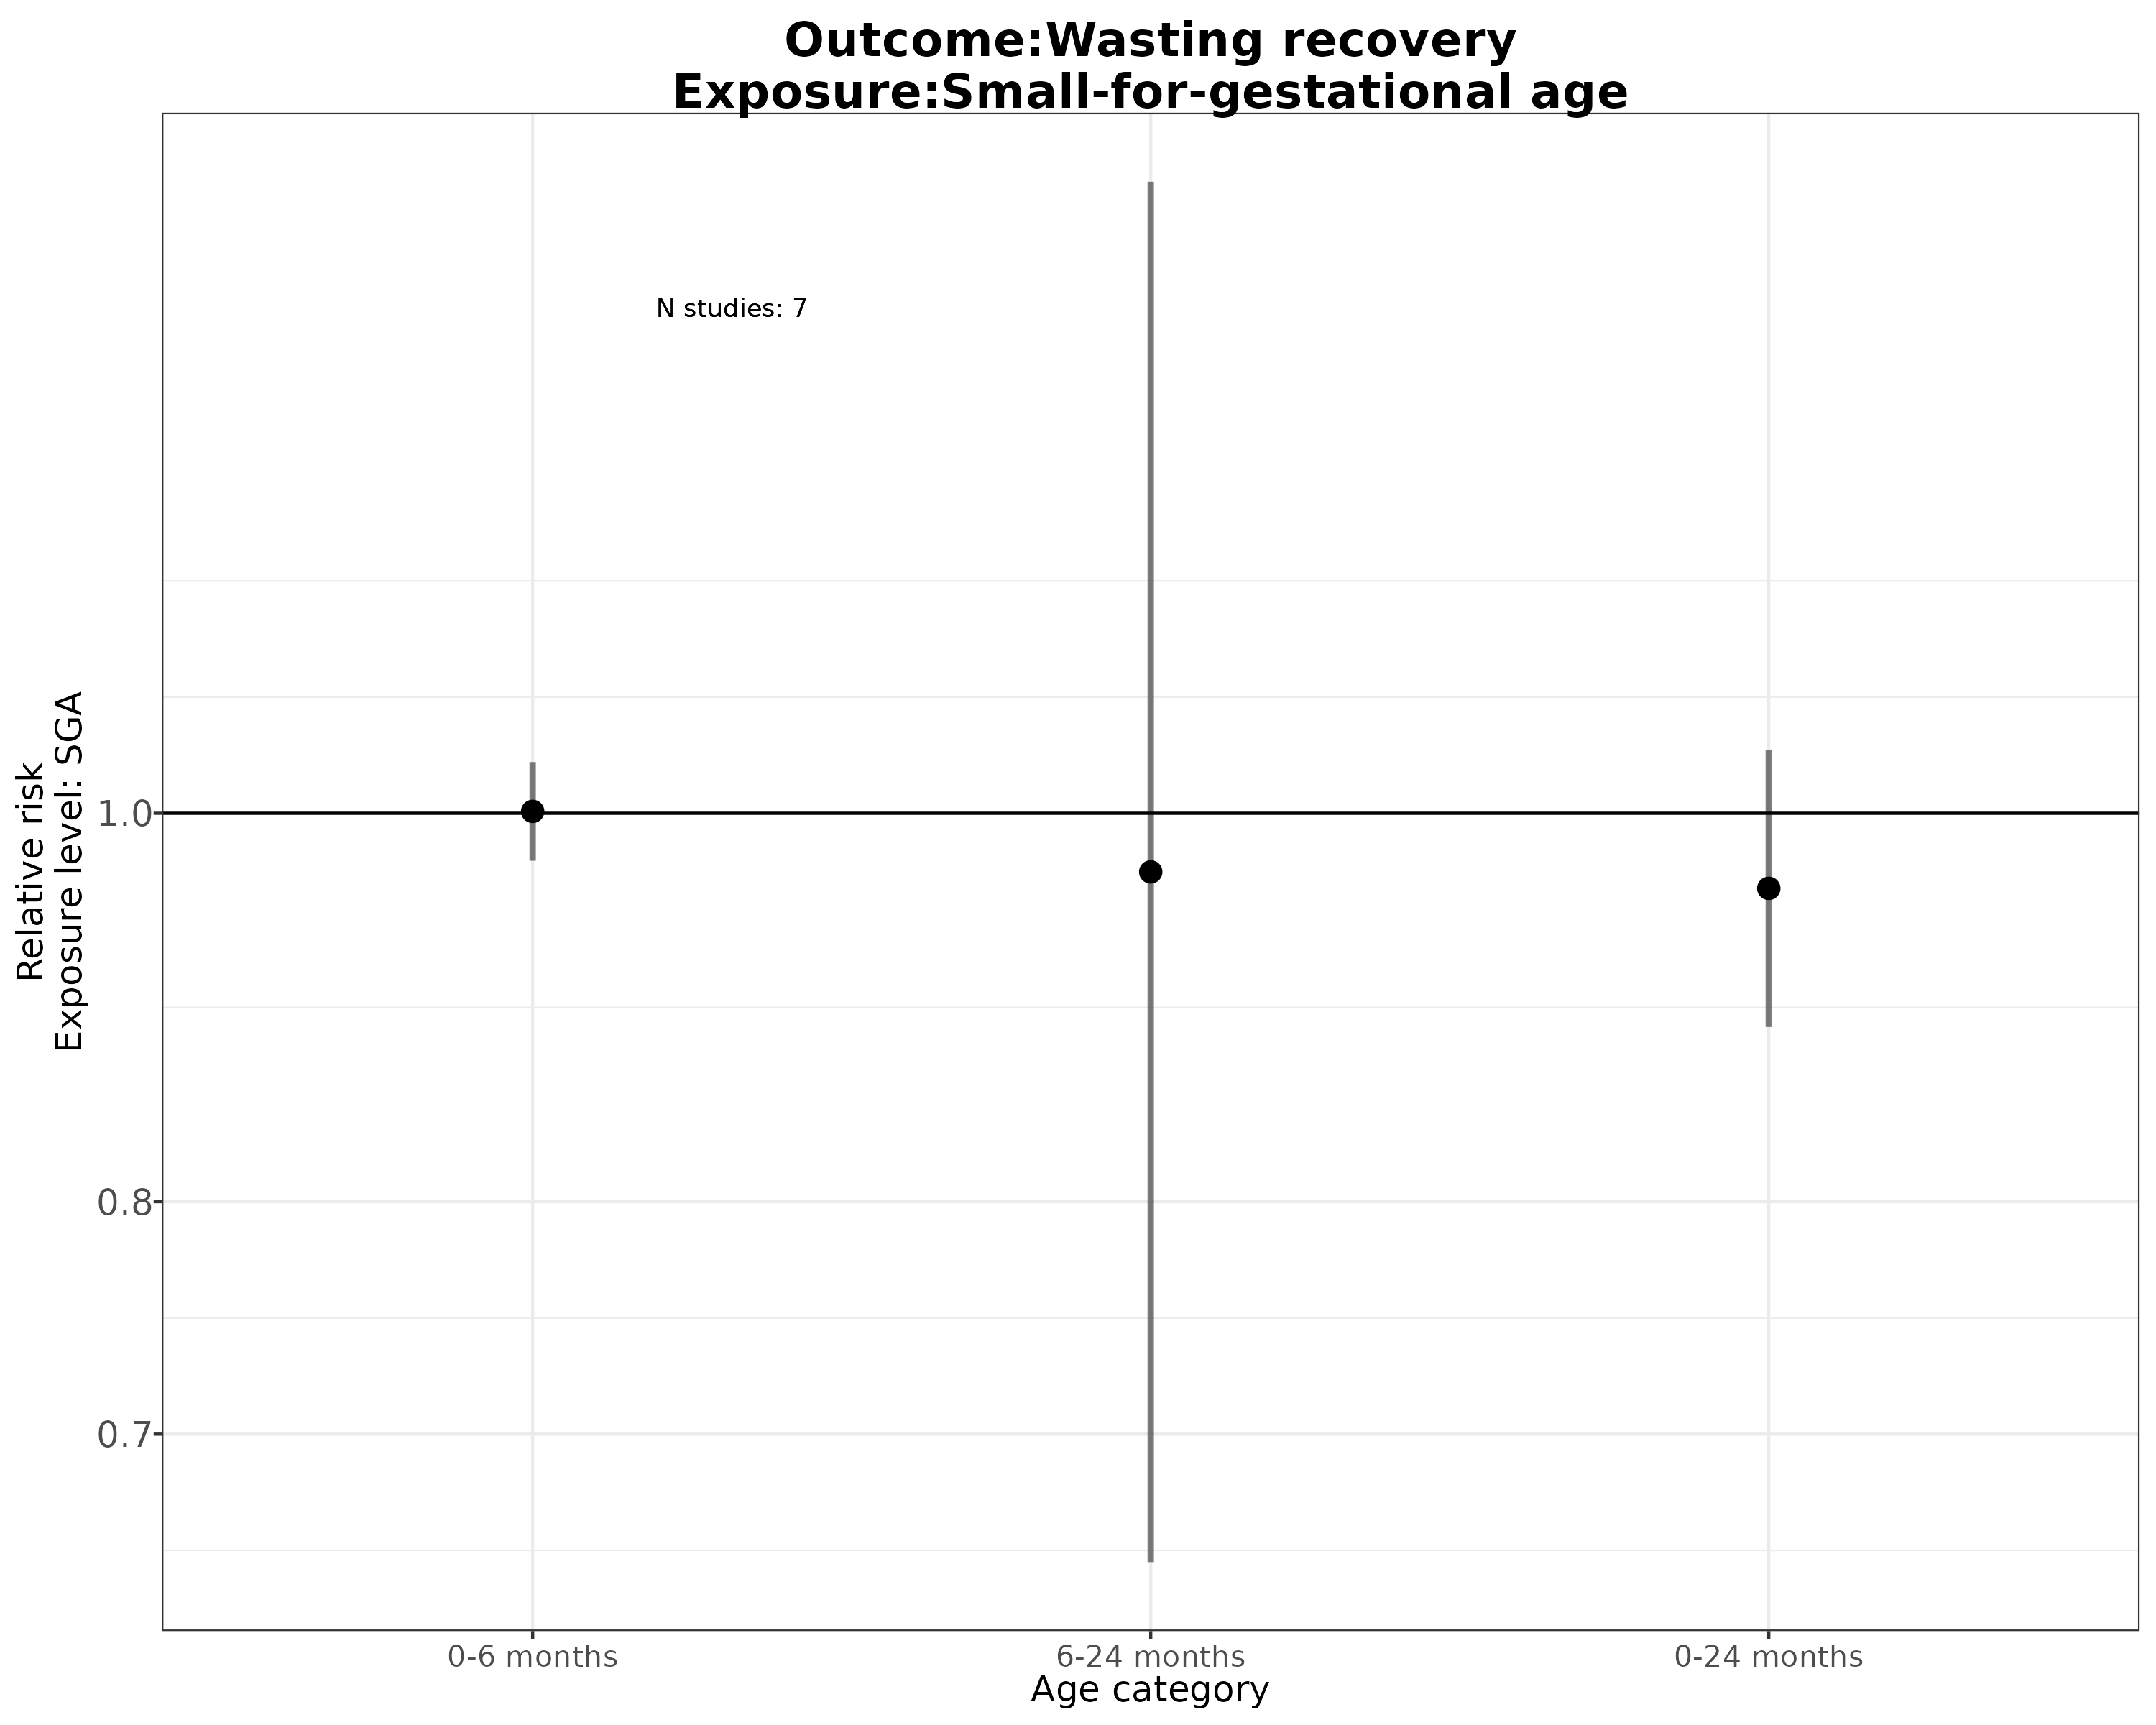 Outcome:Wasting recovery
Exposure:Small-for-gestational age
N studies: 7
Relative risk
Exposure level: SGA
1.0
0.8
0.7
0-6 months
6-24 months
0-24 months
Age category